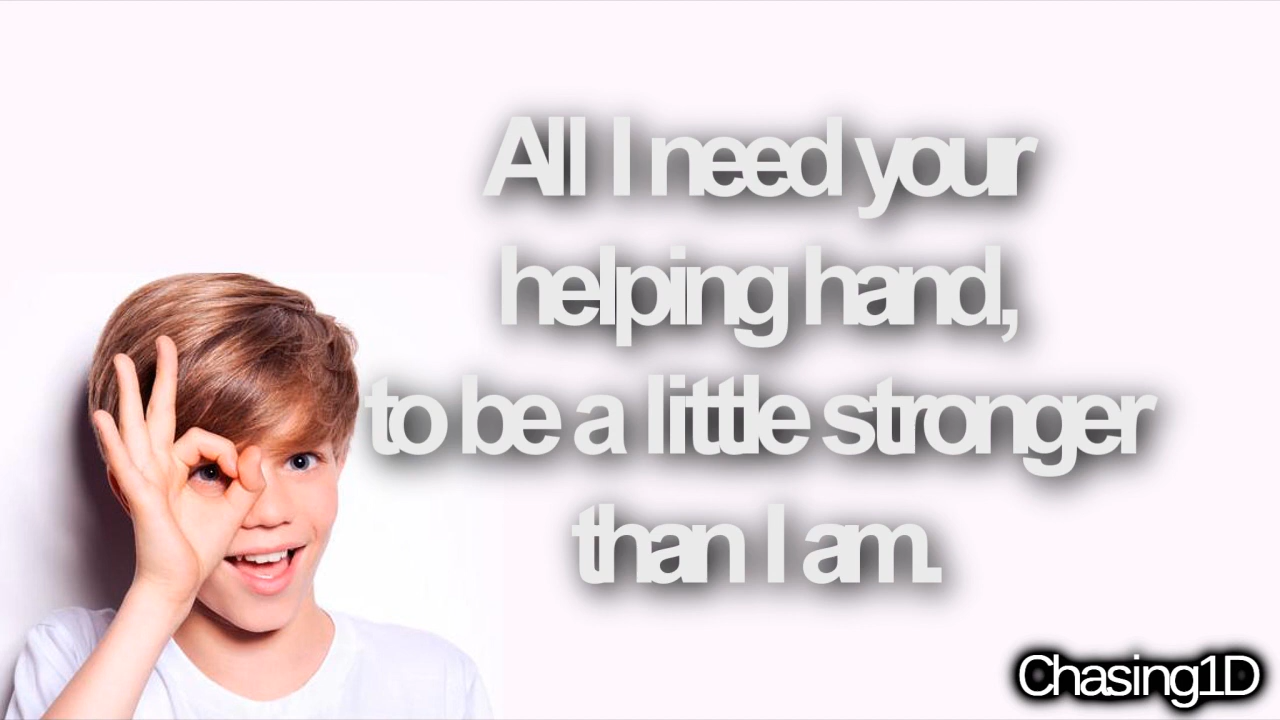 All I need your
helping hand,
to be a little stronger
than I am.
Chasing1D